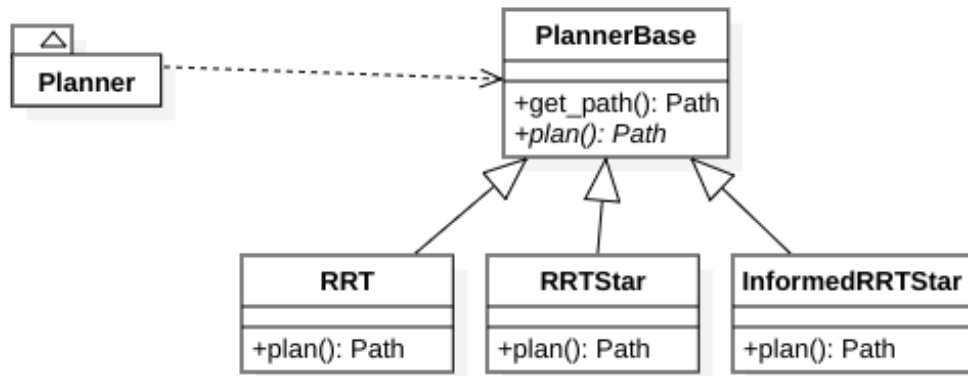 PlannerBase
Planner
+get_path(): Path
+plan(): Path
RRT
RRTStar
InformedRRTStar
+plan(): Path
+plan(): Path
+plan(): Path